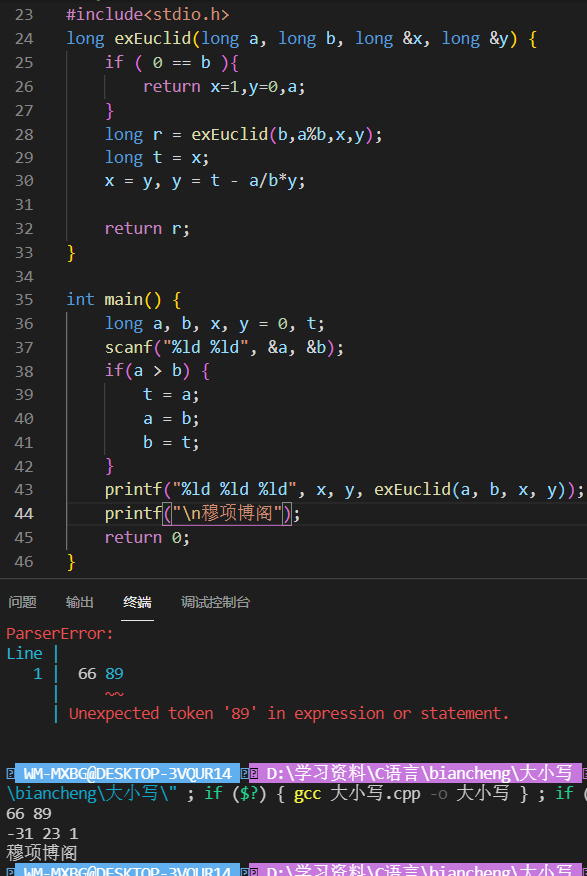 23 #include<stdio.h>
24 long exEuclid(long a, long b, long &x, long &y) {
25     if ( 0 == b ){
26         return x=1,y=0,a;
27     }
28     long r = exEuclid(b,a%b,x,y);
29     long t = x;
30     x = y, y = t - a/b*y;
31
32     return r;
33 }
34
35 int main() {
36     long a, b, x, y = 0, t;
37     scanf("%ld %ld", &a, &b);
38     if(a > b) {
39         t = a;
40         a = b;
41         b = t;
42     }
43     printf("%ld %ld %ld", x, y, exEuclid(a, b, x, y));
44     printf("\n穆项博阁");
45     return 0;
46 }
问题 输出 终端 调试控制台
ParserError:
Line |
1 | 66 89
| ~~
| Unexpected token '89' in expression or statement.
WM-MXBG@DESKTOP-3VQUR14 D:\学习资料\C语言\biancheng\大小写
\biancheng\大小写\" ; if ($?) { gcc 大小写.cpp -o 大小写 } ; if (
66 89
-31 23 1
穆项博阁
WM-MXBG@DESKTOP-3VQUR14 D:\学习资料\C语言\biancheng\大小写